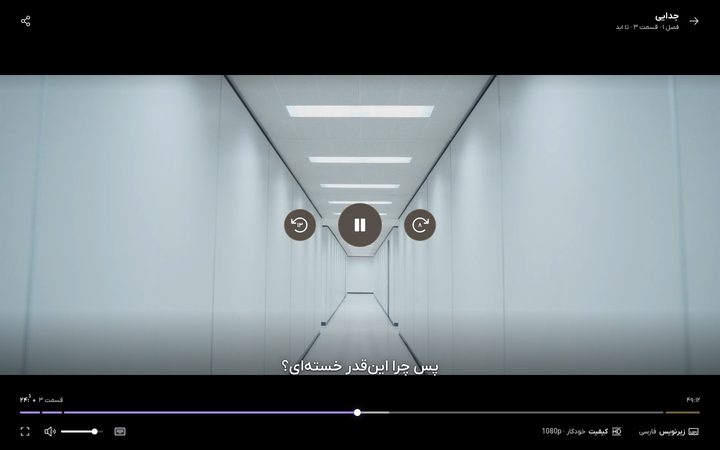 جدایی
فصل ۱ · قسمت ۳ · تا ابد
پس چرا این‌قدر خسته‌ای؟
قسمت ۳
۴۹:۱۲
زیرنویس فارسی
HD کیفیت خودکار · 1080p